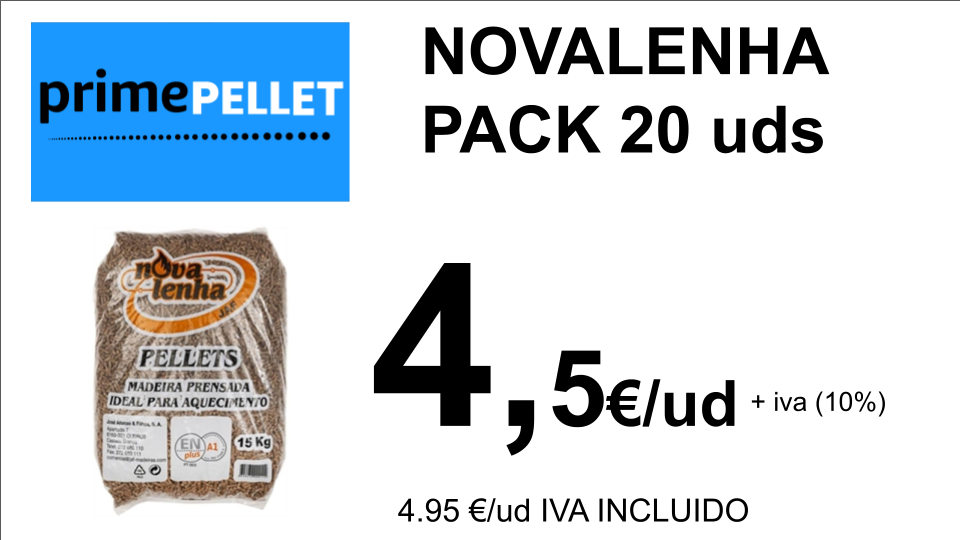 primePELLET
NOVALENHA
PACK 20 uds
nova
lenha
PELLETS
MADEIRA PRENSADA
IDEAL PARA AQUECIMENTO
15 Kg
EN
plus
A1
4,5€/ud + iva (10%)
4.95 €/ud IVA INCLUIDO